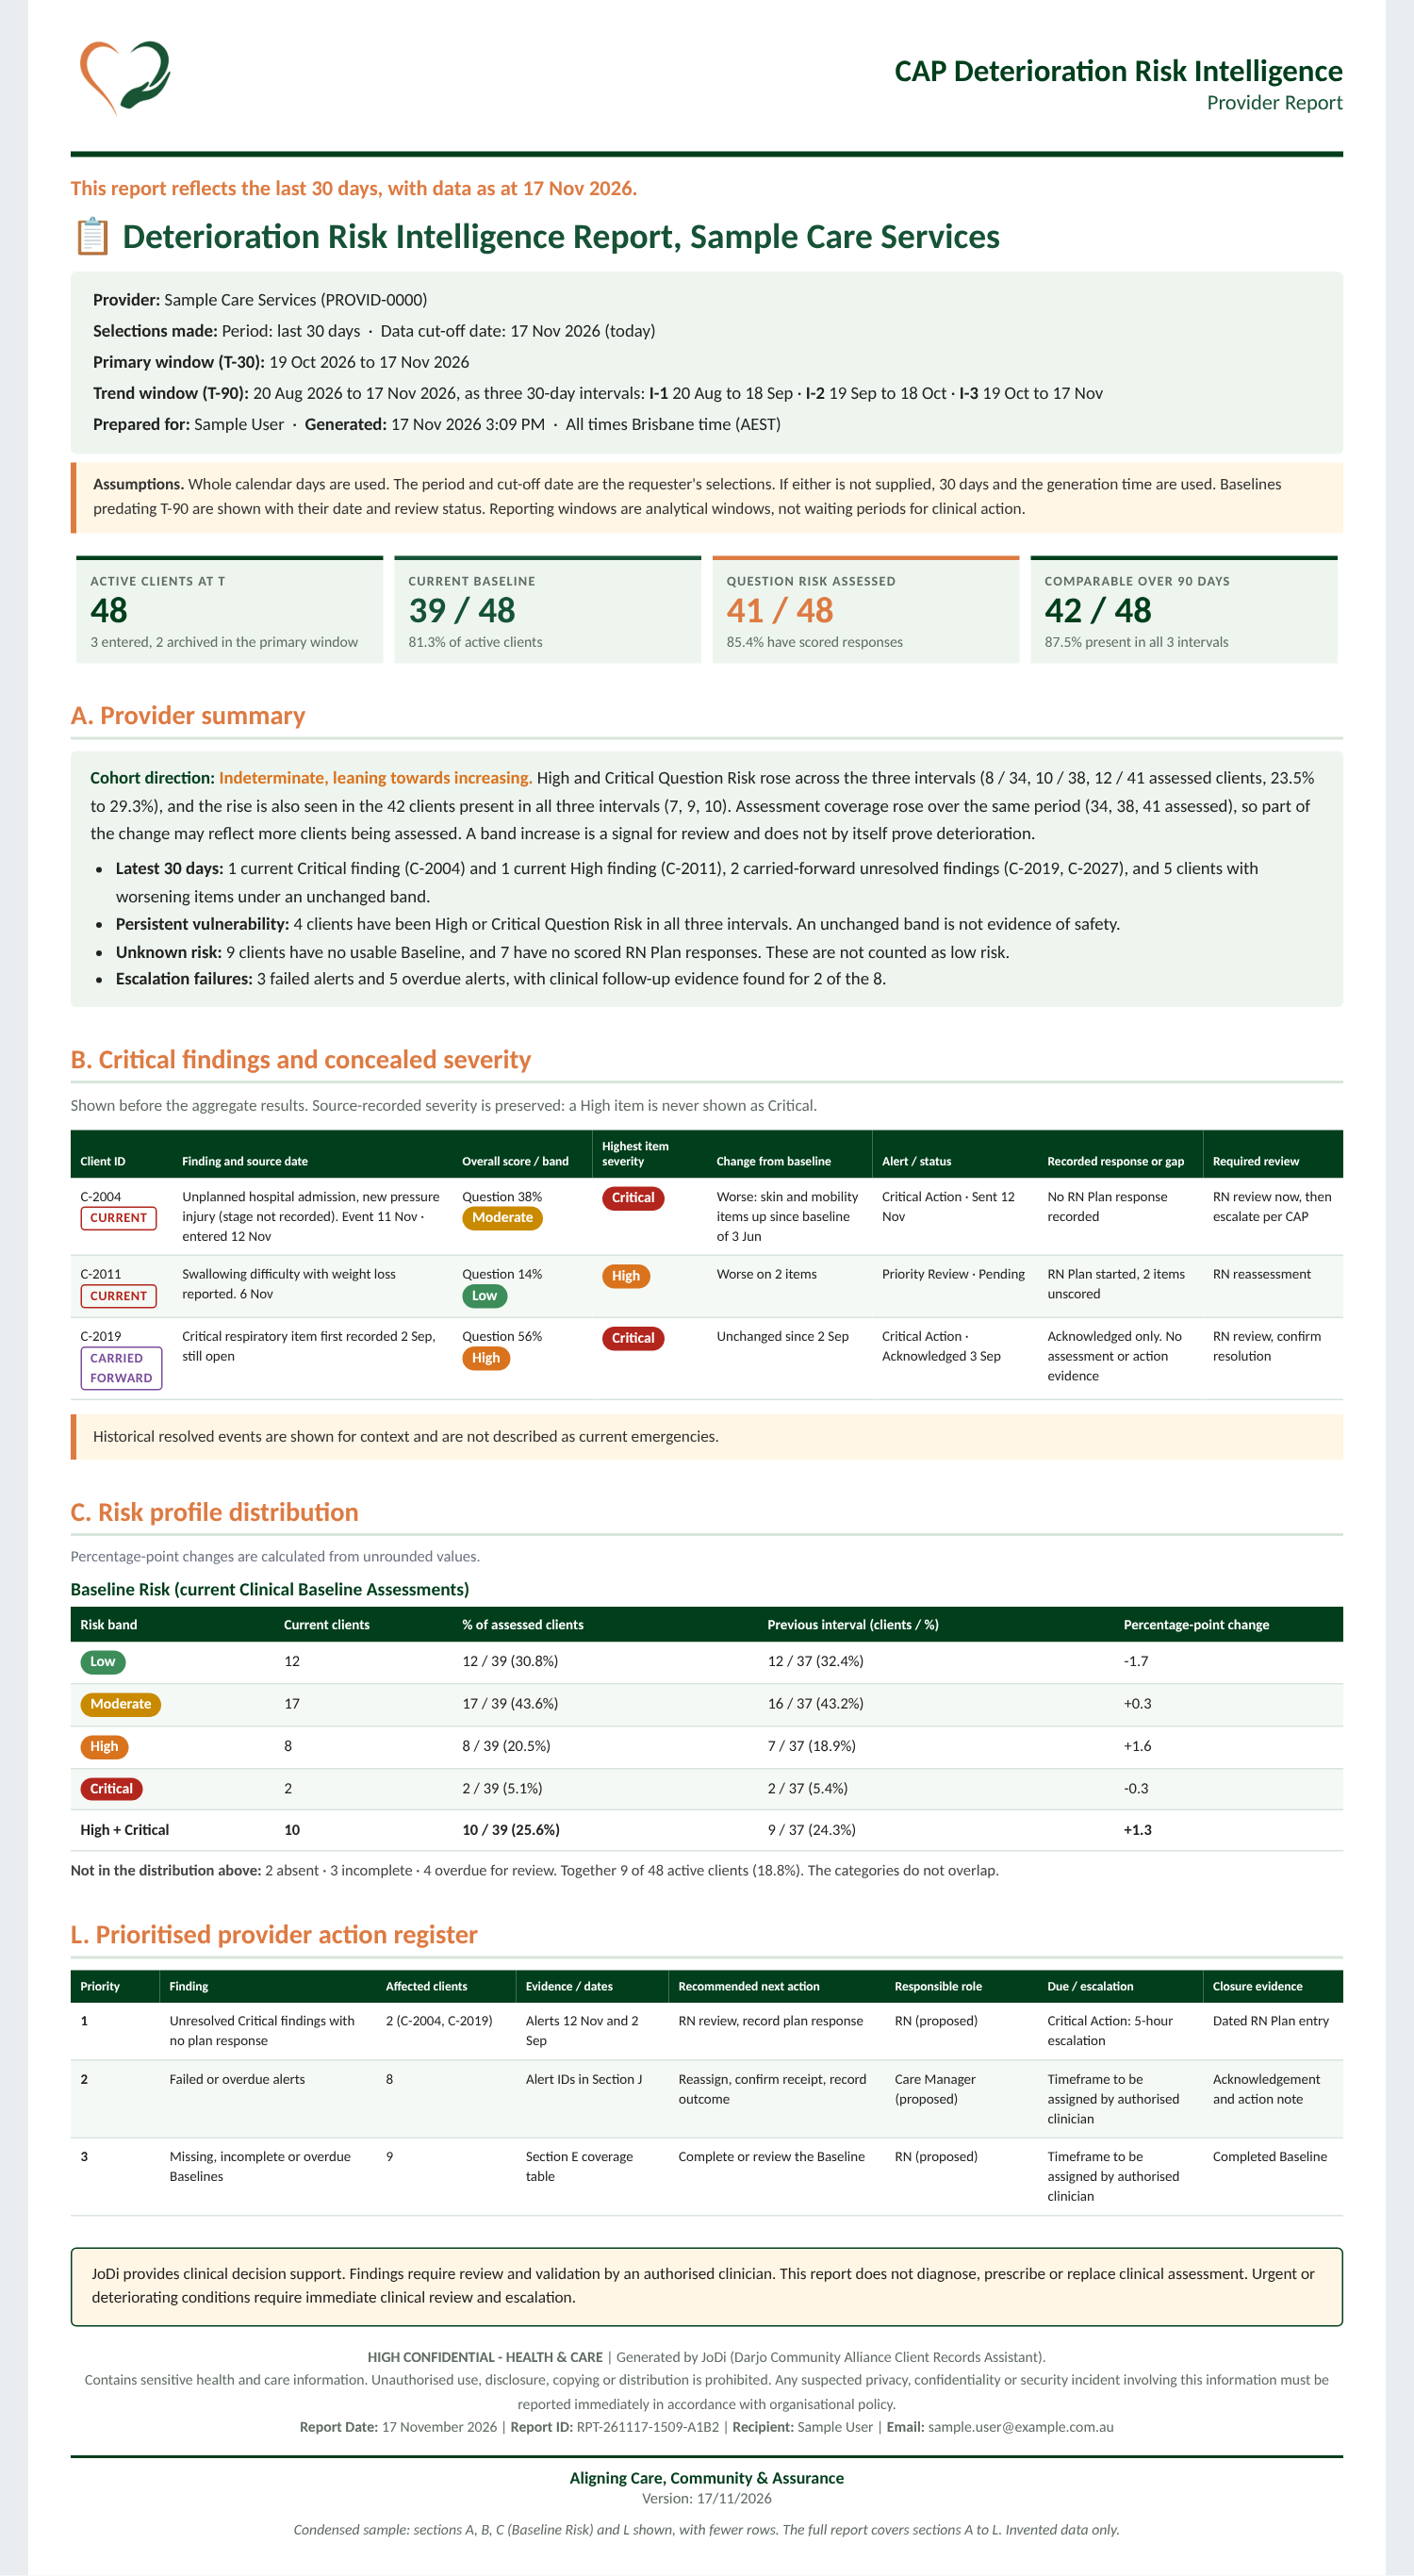 CAP Deterioration Risk Intelligence
Provider Report
This report reflects the last 30 days, with data as at 17 Nov 2026.
Deterioration Risk Intelligence Report, Sample Care Services
Provider: Sample Care Services (PROVID-0000)
Selections made: Period: last 30 days · Data cut-off date: 17 Nov 2026 (today)
Primary window (T-30): 19 Oct 2026 to 17 Nov 2026
Trend window (T-90): 20 Aug 2026 to 17 Nov 2026, as three 30-day intervals: I-1 20 Aug to 18 Sep · I-2 19 Sep to 18 Oct · I-3 19 Oct to 17 Nov
Prepared for: Sample User · Generated: 17 Nov 2026 3:09 PM · All times Brisbane time (AEST)
Assumptions. Whole calendar days are used. The period and cut-off date are the requester's selections. If either is not supplied, 30 days and the generation time are used. Baselines
predating T-90 are shown with their date and review status. Reporting windows are analytical windows, not waiting periods for clinical action.
ACTIVE CLIENTS AT T
48
3 entered, 2 archived in the primary window
CURRENT BASELINE
39 / 48
81.3% of active clients
QUESTION RISK ASSESSED
41 / 48
85.4% have scored responses
COMPARABLE OVER 90 DAYS
42 / 48
87.5% present in all 3 intervals
A. Provider summary
Cohort direction: Indeterminate, leaning towards increasing. High and Critical Question Risk rose across the three intervals (8 / 34, 10 / 38, 12 / 41 assessed clients, 23.5%
to 29.3%), and the rise is also seen in the 42 clients present in all three intervals (7, 9, 10). Assessment coverage rose over the same period (34, 38, 41 assessed), so part of
the change may reflect more clients being assessed. A band increase is a signal for review and does not by itself prove deterioration.
• Latest 30 days: 1 current Critical finding (C-2004) and 1 current High finding (C-2011), 2 carried-forward unresolved findings (C-2019, C-2027), and 5 clients with
worsening items under an unchanged band.
• Persistent vulnerability: 4 clients have been High or Critical Question Risk in all three intervals. An unchanged band is not evidence of safety.
• Unknown risk: 9 clients have no usable Baseline, and 7 have no scored RN Plan responses. These are not counted as low risk.
• Escalation failures: 3 failed alerts and 5 overdue alerts, with clinical follow-up evidence found for 2 of the 8.
B. Critical findings and concealed severity
Shown before the aggregate results. Source-recorded severity is preserved: a High item is never shown as Critical.
Client ID Finding and source date Overall score / band Highest item severity Change from baseline Alert / status Recorded response or gap Required review
C-2004 CURRENT Unplanned hospital admission, new pressure injury (stage not recorded). Event 11 Nov · entered 12 Nov Question 38% Moderate Critical Worse: skin and mobility items up since baseline of 3 Jun Critical Action · Sent 12 Nov No RN Plan response recorded RN review now, then escalate per CAP
C-2011 CURRENT Swallowing difficulty with weight loss reported. 6 Nov Question 14% Low High Worse on 2 items Priority Review · Pending RN Plan started, 2 items unscored RN reassessment
C-2019 CARRIED FORWARD Critical respiratory item first recorded 2 Sep, still open Question 56% High Critical Unchanged since 2 Sep Critical Action · Acknowledged 3 Sep Acknowledged only. No assessment or action evidence RN review, confirm resolution
Historical resolved events are shown for context and are not described as current emergencies.
C. Risk profile distribution
Percentage-point changes are calculated from unrounded values.
Baseline Risk (current Clinical Baseline Assessments)
Risk band Current clients % of assessed clients Previous interval (clients / %) Percentage-point change
Low 12 12 / 39 (30.8%) 12 / 37 (32.4%) -1.7
Moderate 17 17 / 39 (43.6%) 16 / 37 (43.2%) +0.3
High 8 8 / 39 (20.5%) 7 / 37 (18.9%) +1.6
Critical 2 2 / 39 (5.1%) 2 / 37 (5.4%) -0.3
High + Critical 10 10 / 39 (25.6%) 9 / 37 (24.3%) +1.3
Not in the distribution above: 2 absent · 3 incomplete · 4 overdue for review. Together 9 of 48 active clients (18.8%). The categories do not overlap.
L. Prioritised provider action register
Priority Finding Affected clients Evidence / dates Recommended next action Responsible role Due / escalation Closure evidence
1 Unresolved Critical findings with no plan response 2 (C-2004, C-2019) Alerts 12 Nov and 2 Sep RN review, record plan response RN (proposed) Critical Action: 5-hour escalation Dated RN Plan entry
2 Failed or overdue alerts 8 Alert IDs in Section J Reassign, confirm receipt, record outcome Care Manager (proposed) Timeframe to be assigned by authorised clinician Acknowledgement and action note
3 Missing, incomplete or overdue Baselines 9 Section E coverage table Complete or review the Baseline RN (proposed) Timeframe to be assigned by authorised clinician Completed Baseline
JoDi provides clinical decision support. Findings require review and validation by an authorised clinician. This report does not diagnose, prescribe or replace clinical assessment. Urgent or
deteriorating conditions require immediate clinical review and escalation.
HIGH CONFIDENTIAL - HEALTH & CARE | Generated by JoDi (Darjo Community Alliance Client Records Assistant).
Contains sensitive health and care information. Unauthorised use, disclosure, copying or distribution is prohibited. Any suspected privacy, confidentiality or security incident involving this information must be
reported immediately in accordance with organisational policy.
Report Date: 17 November 2026 | Report ID: RPT-261117-1509-A1B2 | Recipient: Sample User | Email: sample.user@example.com.au
Aligning Care, Community & Assurance
Version: 17/11/2026
Condensed sample: sections A, B, C (Baseline Risk) and L shown, with fewer rows. The full report covers sections A to L. Invented data only.